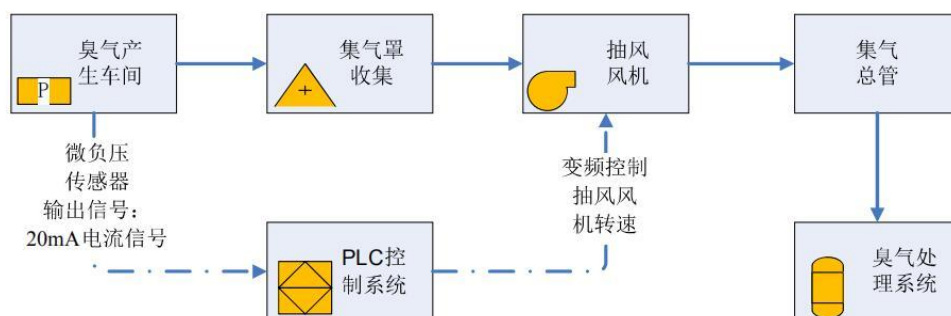 臭气产
生车间
P
集气罩
收集
+
抽风
风机
集气
总管
微负压
传感器
输出信号：
20mA电流信号
变频控制
抽风风
机转速
PLC控
制系统
臭气处
理系统